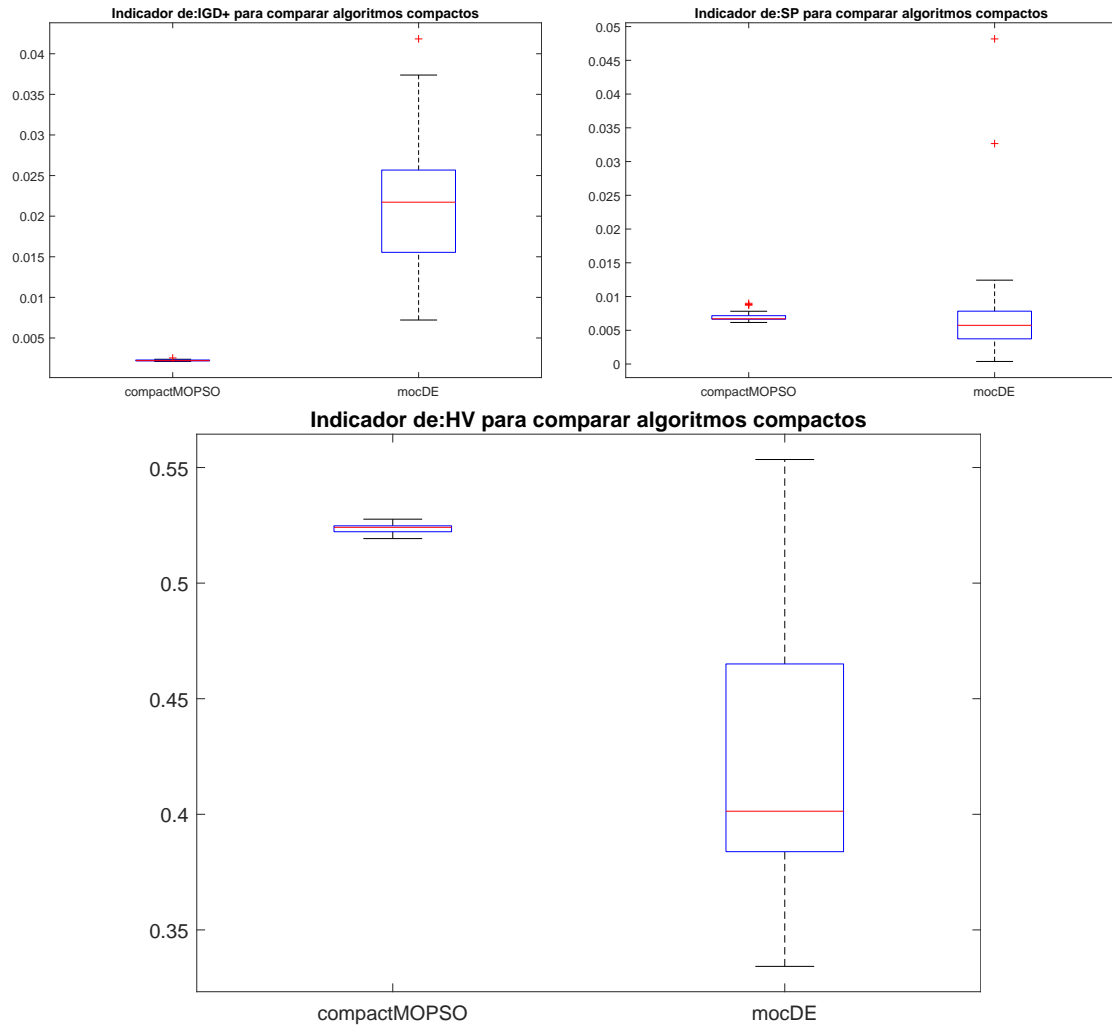 Indicador de:IGD+ para comparar algoritmos compactos
0.04
0.035
0.03
0.025
0.02
0.015
0.01
0.005
compactMOPSO
mocDE
Indicador de:SP para comparar algoritmos compactos
0.05
0.045
0.04
0.035
0.03
0.025
0.02
0.015
0.01
0.005
0
compactMOPSO
mocDE
Indicador de:HV para comparar algoritmos compactos
0.55
0.5
0.45
0.4
0.35
compactMOPSO
mocDE